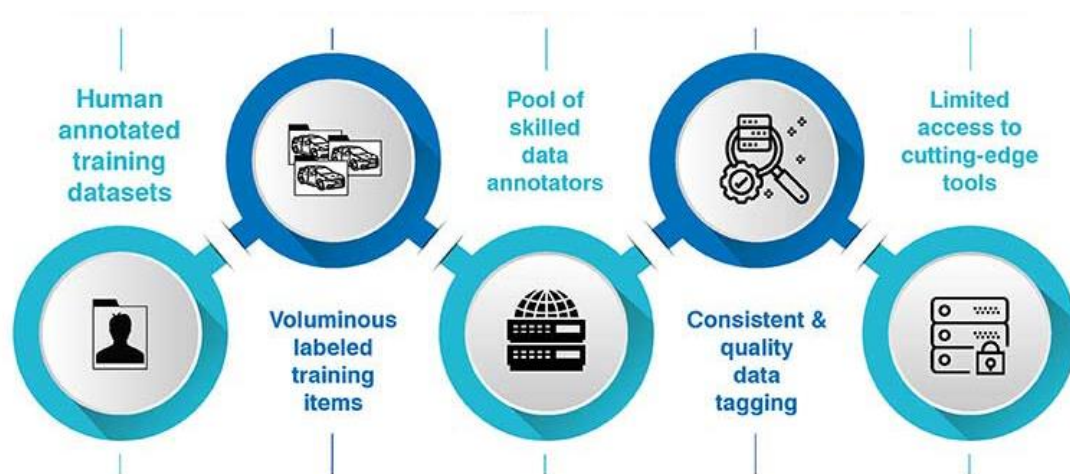 Human
annotated
training
datasets
Voluminous
labeled
training
items
Pool of
skilled
data
annotators
Consistent &
quality
data
tagging
Limited
access to
cutting-edge
tools